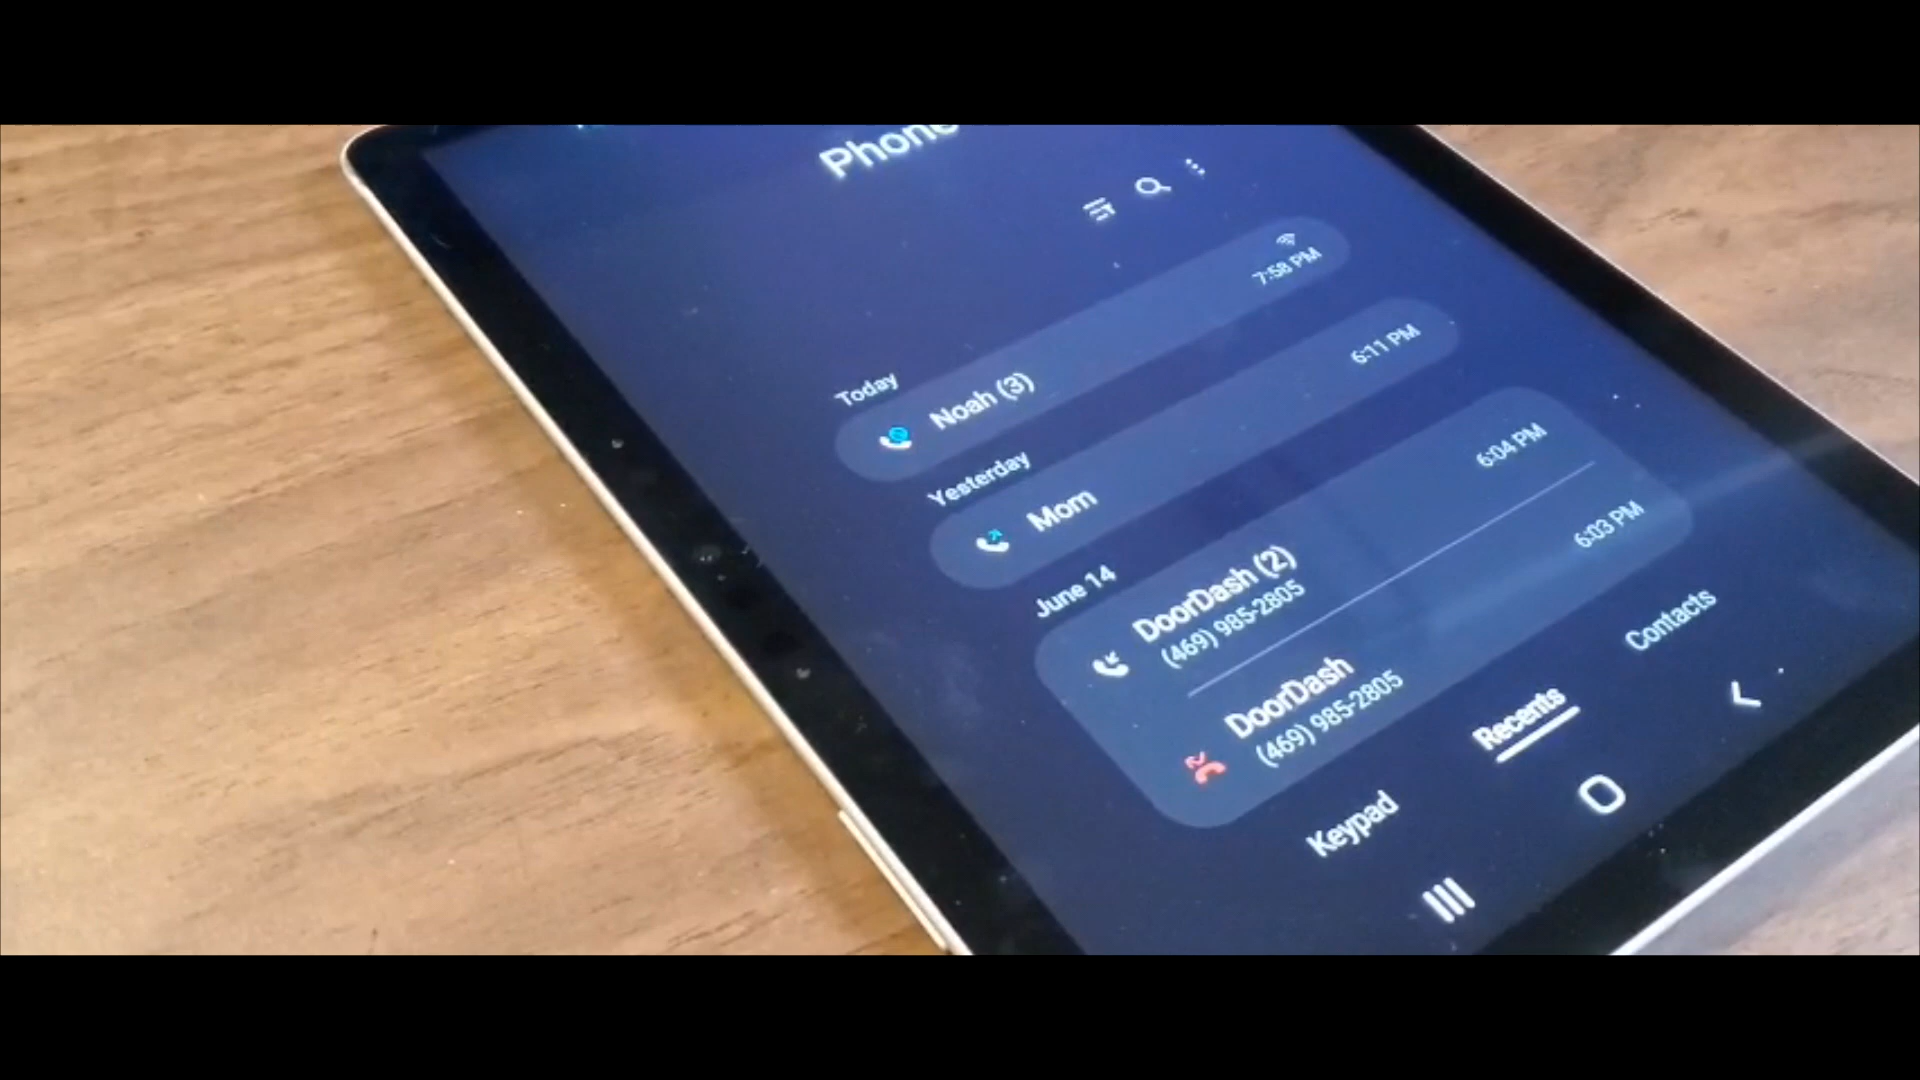 Phone
Today
Noah (3)
7:58 PM
Yesterday
Mom
6:11 PM
June 14
DoorDash (2)
(469) 985-2805
6:04 PM
DoorDash
(469) 985-2805
6:03 PM
Keypad
Recents
Contacts